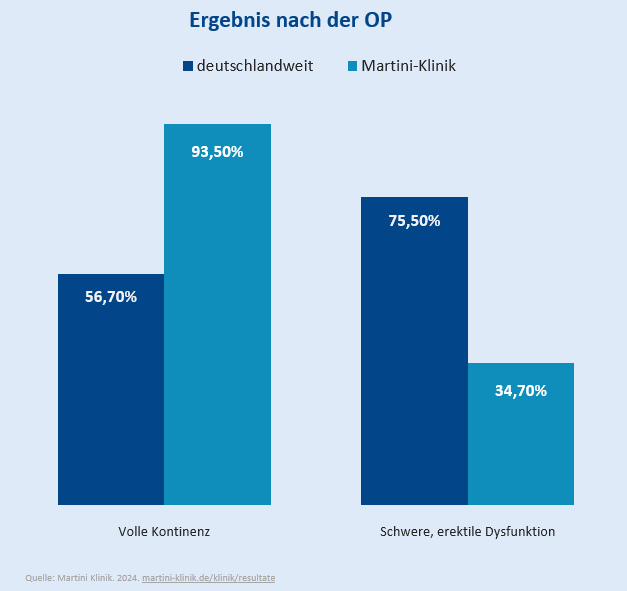 Ergebnis nach der OP
deutschlandweit Martini-Klinik
93,50%
75,50%
56,70%
34,70%
Volle Kontinenz Schwere, erektile Dysfunktion
Quelle: Martini Klinik. 2024. martini-klinik.de/klinik/resultate